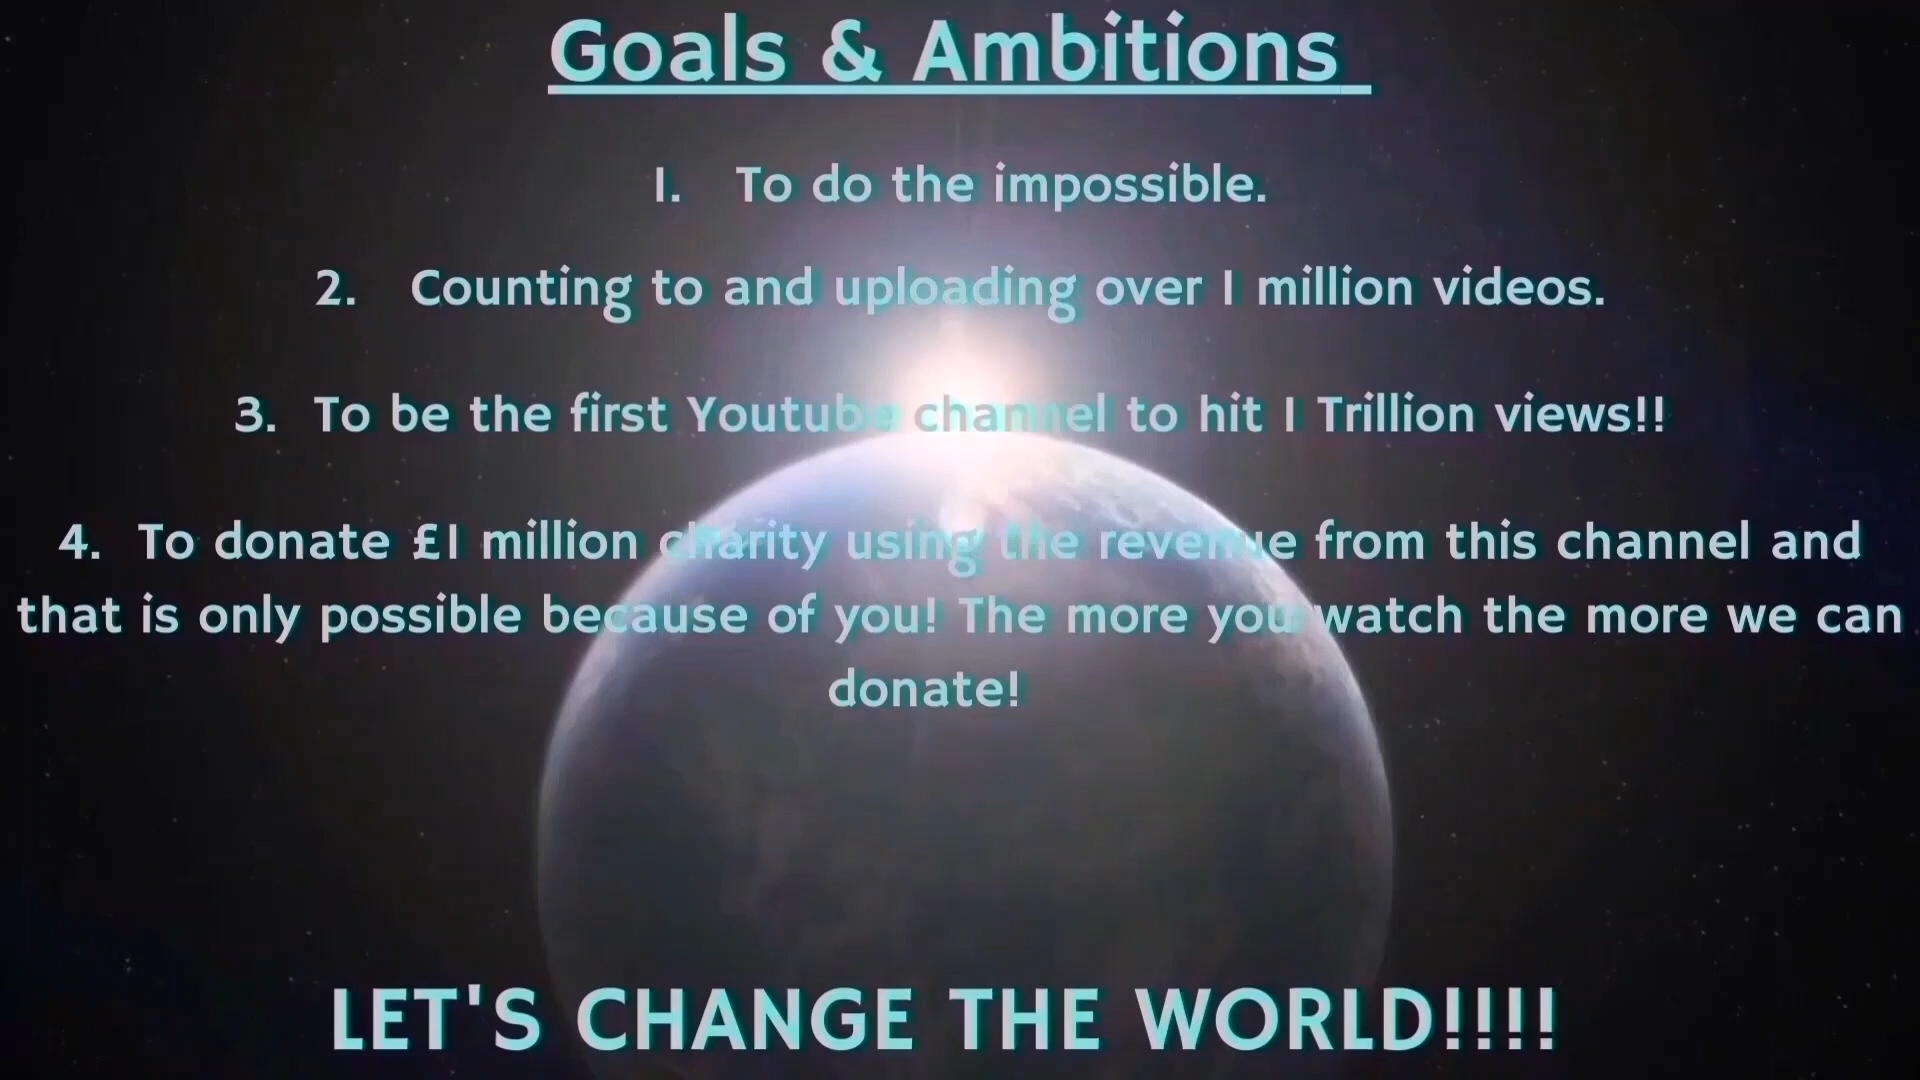 Goals & Ambitions
1. To do the impossible.
2. Counting to and uploading over 1 million videos.
3. To be the first Youtube channel to hit 1 Trillion views!!
4. To donate £1 million charity using the revenue from this channel and
that is only possible because of you! The more you watch the more we can
donate!
LET'S CHANGE THE WORLD!!!!